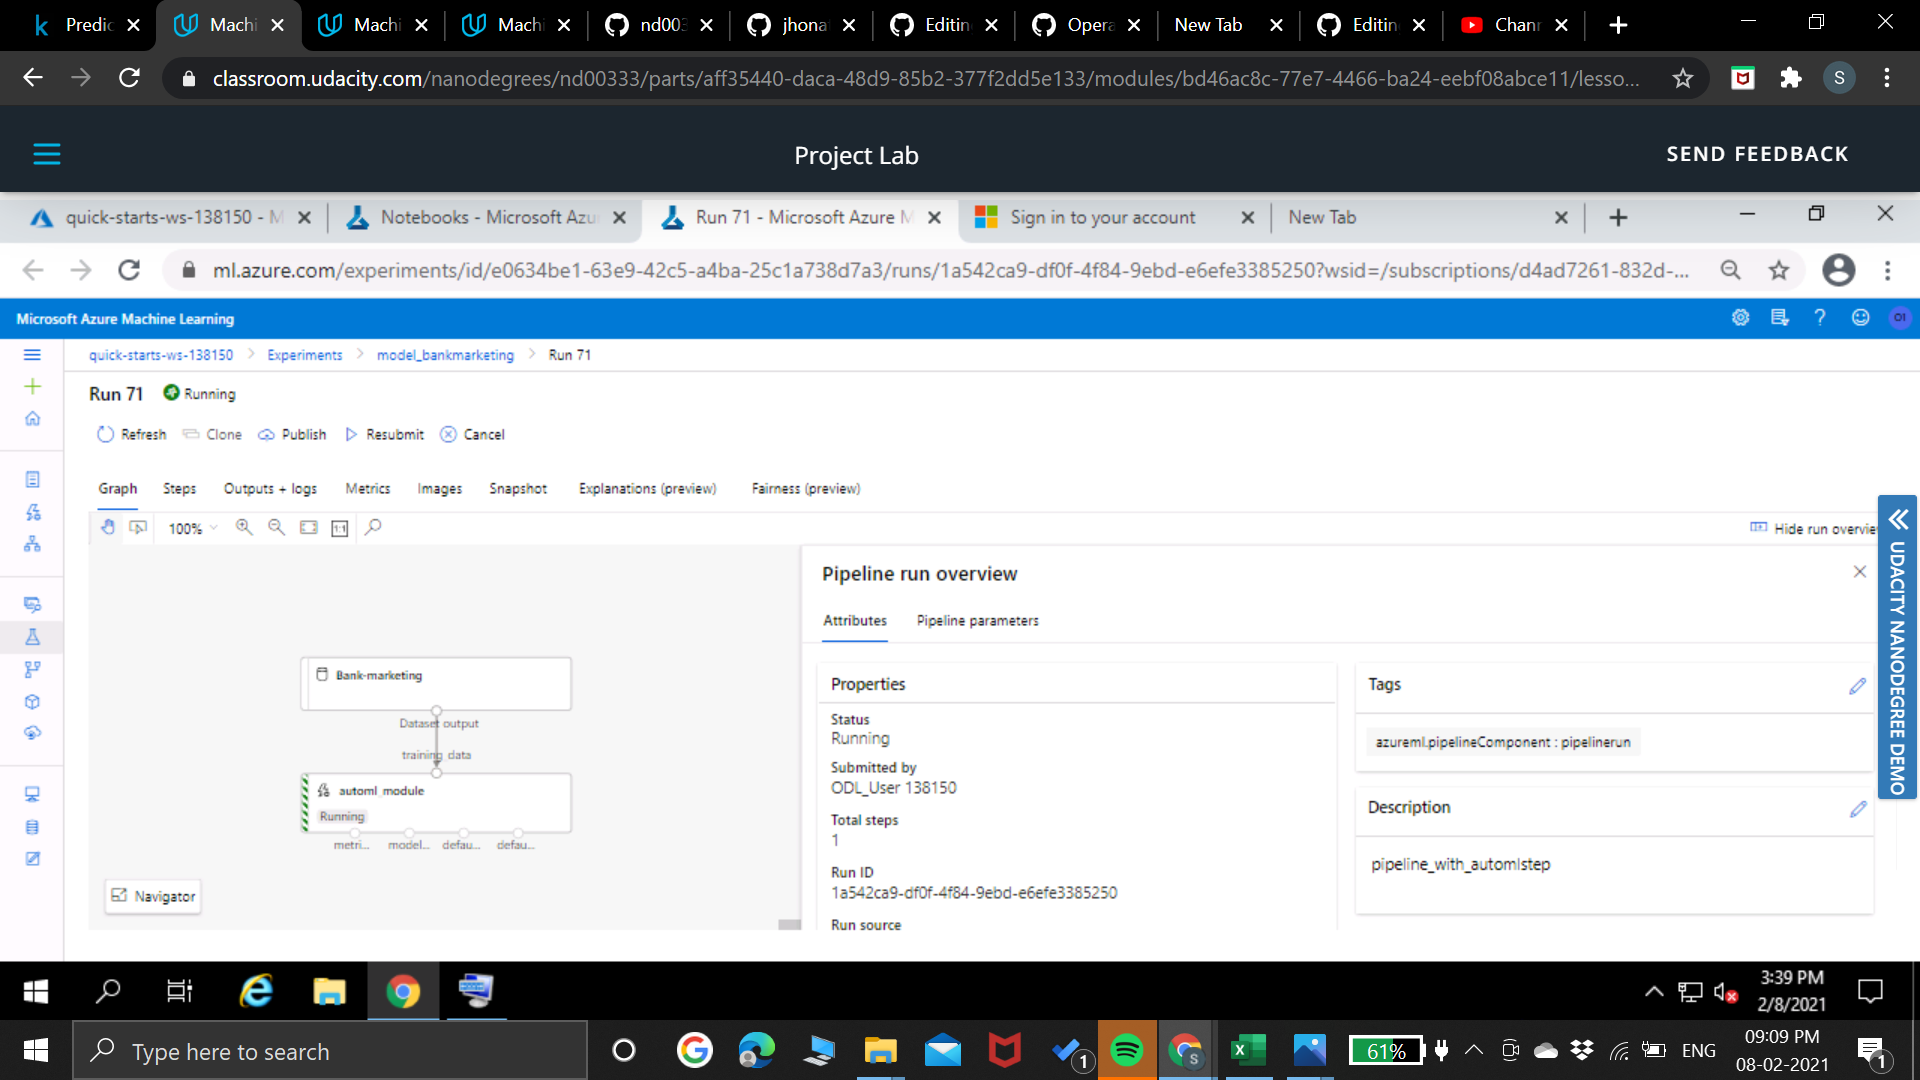 Predic
Machi
Machi
Machi
nd003
jhona
Editin
Opera
New Tab
Editin
Chann
classroom.udacity.com/nanodegrees/nd00333/parts/aff35440-daca-48d9-85b2-377f2dd5e133/modules/bd46ac8c-77e7-4466-ba24-eebf08abce11/lesso...
S
Project Lab
SEND FEEDBACK
quick-starts-ws-138150 - M
Notebooks - Microsoft Azu
Run 71 - Microsoft Azure M
Sign in to your account
New Tab
ml.azure.com/experiments/id/e0634be1-63e9-42c5-a4ba-25c1a738d7a3/runs/1a542ca9-df0f-4f84-9ebd-e6efe3385250?wsid=/subscriptions/d4ad7261-832d-...
Microsoft Azure Machine Learning
OI
quick-starts-ws-138150 > Experiments > model_bankmarketing > Run 71
Run 71 Running
Refresh Clone Publish Resubmit Cancel
Graph Steps Outputs + logs Metrics Images Snapshot Explanations (preview) Fairness (preview)
100%
Hide run overvie
Bank-marketing
Dataset output
training_data
automl_module
Running
metri... model... defau... defau...
Navigator
Pipeline run overview
Attributes Pipeline parameters
Properties
Status
Running
Submitted by
ODL_User 138150
Total steps
1
Run ID
1a542ca9-df0f-4f84-9ebd-e6efe3385250
Run source
Tags
azureml.pipelineComponent : pipelinerun
Description
pipeline_with_automlstep
UDACITY NANODEGREE DEMO
3:39 PM
2/8/2021
Type here to search
1
S
61%
ENG
09:09 PM
08-02-2021
1